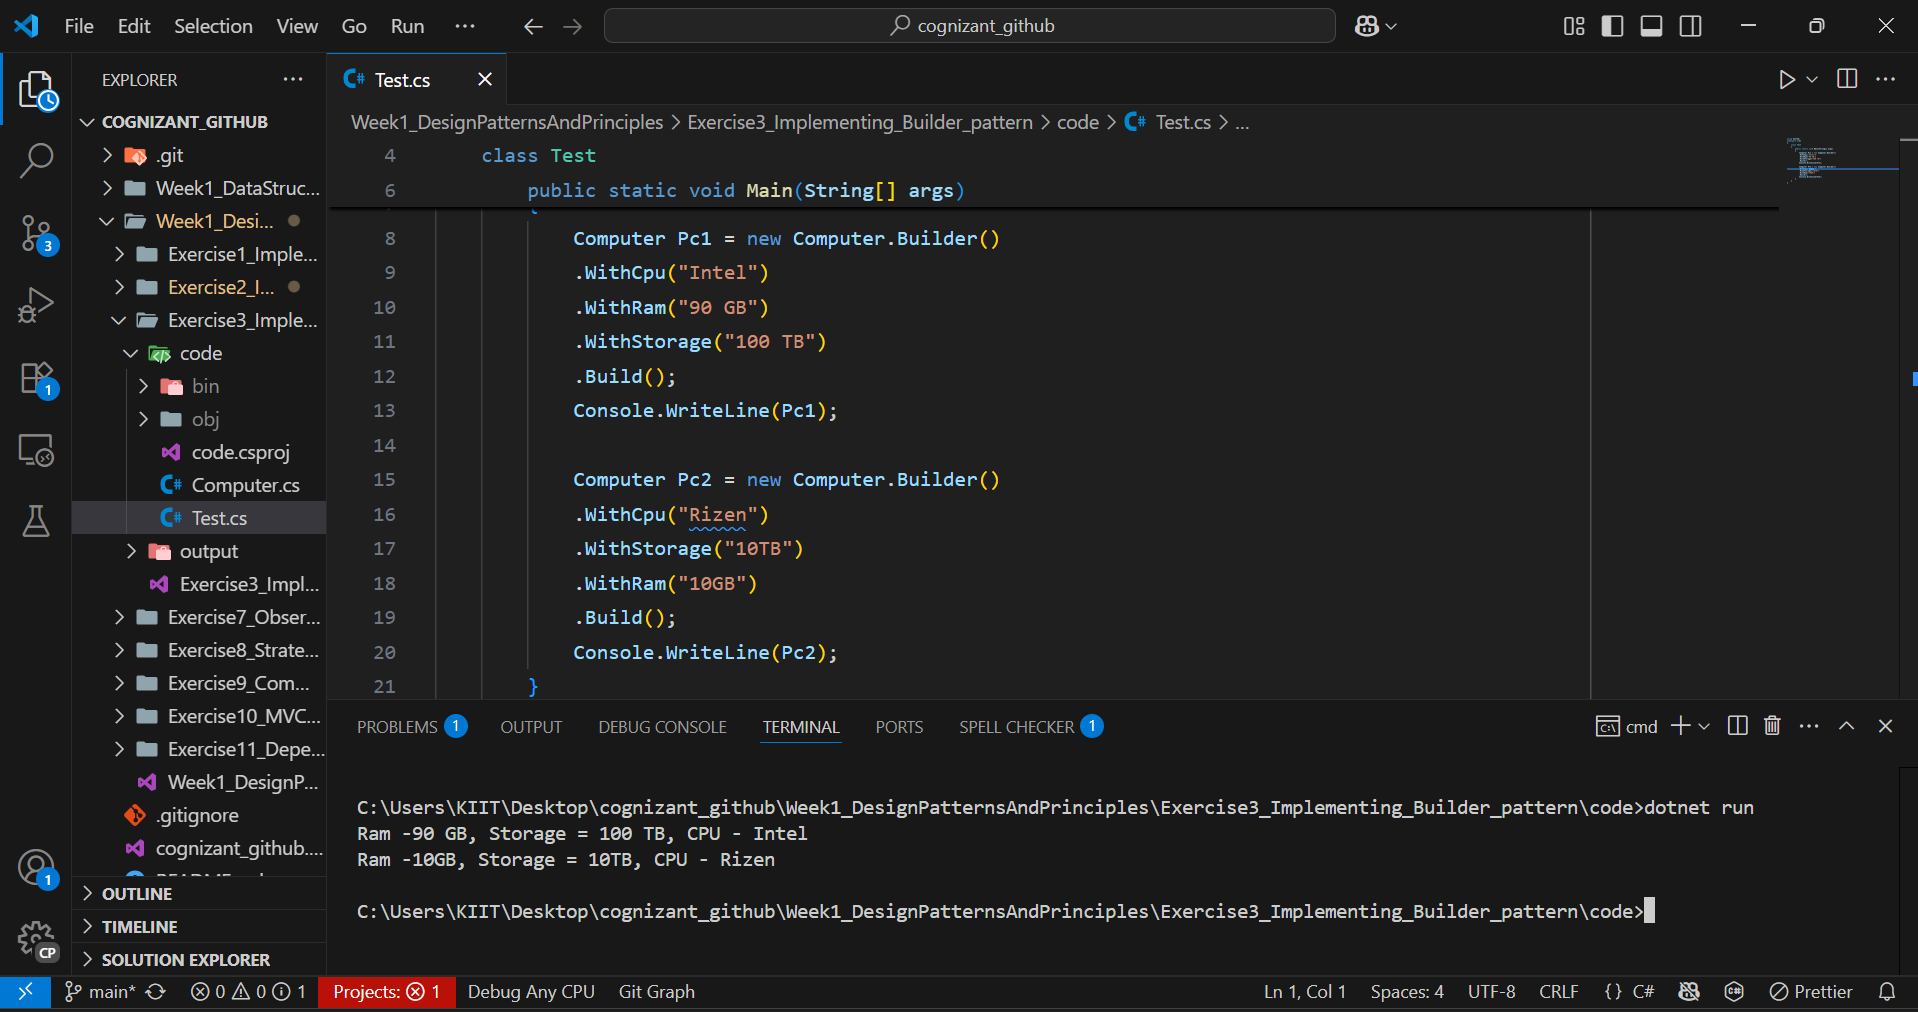 File Edit Selection View Go Run ...
cognizant_github
EXPLORER
COGNIZANT_GITHUB
.git
Week1_DataStruc...
Week1_Desi...
Exercise1_Imple...
Exercise2_I...
Exercise3_Imple...
code
bin
obj
code.csproj
C# Computer.cs
C# Test.cs
output
Exercise3_Impl...
Exercise7_Obser...
Exercise8_Strate...
Exercise9_Com...
Exercise10_MVC...
Exercise11_Depe...
Week1_DesignP...
.gitignore
cognizant_github....
OUTLINE
TIMELINE
SOLUTION EXPLORER
3
1
1
CP
C# Test.cs
Week1_DesignPatternsAndPrinciples > Exercise3_Implementing_Builder_pattern > code > C# Test.cs > ...
4 class Test
6 public static void Main(String[] args)
{
8 Computer Pc1 = new Computer.Builder()
9 .WithCpu("Intel")
10 .WithRam("90 GB")
11 .WithStorage("100 TB")
12 .Build();
13 Console.WriteLine(Pc1);
14
15 Computer Pc2 = new Computer.Builder()
16 .WithCpu("Rizen")
17 .WithStorage("10TB")
18 .WithRam("10GB")
19 .Build();
20 Console.WriteLine(Pc2);
21 }
PROBLEMS 1 OUTPUT DEBUG CONSOLE TERMINAL PORTS SPELL CHECKER 1 cmd
C:\Users\KIIT\Desktop\cognizant_github\Week1_DesignPatternsAndPrinciples\Exercise3_Implementing_Builder_pattern\code>dotnet run
Ram -90 GB, Storage = 100 TB, CPU - Intel
Ram -10GB, Storage = 10TB, CPU - Rizen
C:\Users\KIIT\Desktop\cognizant_github\Week1_DesignPatternsAndPrinciples\Exercise3_Implementing_Builder_pattern\code>
main* 0 0 1 Projects: 1 Debug Any CPU Git Graph Ln 1, Col 1 Spaces: 4 UTF-8 CRLF {} C# Prettier